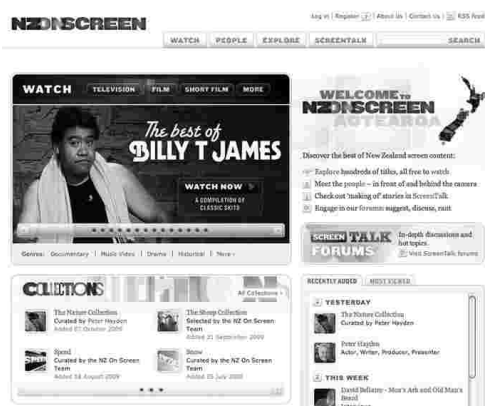 NZONSCREEN
Log in | Register | About Us | Contact Us | RSS Feed
WATCH PEOPLE EXPLORE SCREENTALK SEARCH
WATCH TELEVISION FILM SHORT FILM MORE
The best of
BILLY T JAMES
WATCH NOW
A COMPILATION OF
CLASSIC SKITS
Genres: Documentary | Music Video | Drama | Historical | More
WELCOME TO
NZONSCREEN
AOTEAROA
Discover the best of New Zealand screen content:
Explore hundreds of titles, all free to watch
Meet the people – in front of and behind the camera
Check out 'making of' stories in ScreenTalk
Engage in our forums: suggest, discuss, rant
SCREEN TALK
FORUMS
In-depth discussions and
hot topics.
Visit ScreenTalk forums
COLLECTIONS
All Collections
The Nature Collection
Curated by Peter Hayden
Added 01 October 2009
The Sheep Collection
Selected by the NZ On Screen
Team
Added 21 September 2009
Speed
Curated by the NZ On Screen
Team
Added 18 August 2009
Snow
Curated by the NZ On Screen
Team
Added 25 July 2009
RECENTLY ADDED MOST VIEWED
YESTERDAY
The Nature Collection
Curated by Peter Hayden
Peter Hayden
Actor, Writer, Producer, Presenter
THIS WEEK
David Bellamy - Moa's Ark and Old Man's
Beard